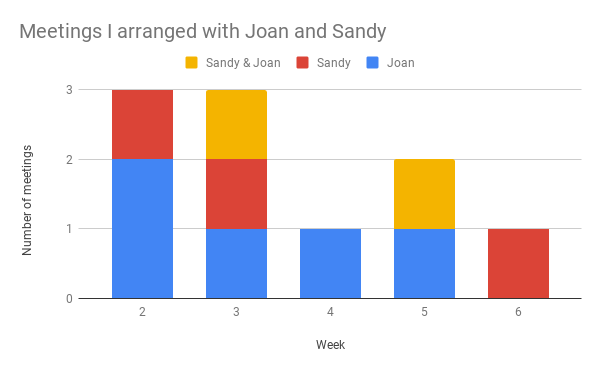 Meetings I arranged with Joan and Sandy
Sandy & Joan Sandy Joan
3
2
1
0
Number of meetings
2 3 4 5 6
Week